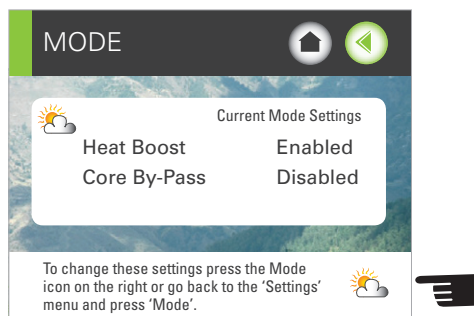 MODE
Current Mode Settings
Heat Boost Enabled
Core By-Pass Disabled
To change these settings press the Mode
icon on the right or go back to the ‘Settings’
menu and press ‘Mode’.